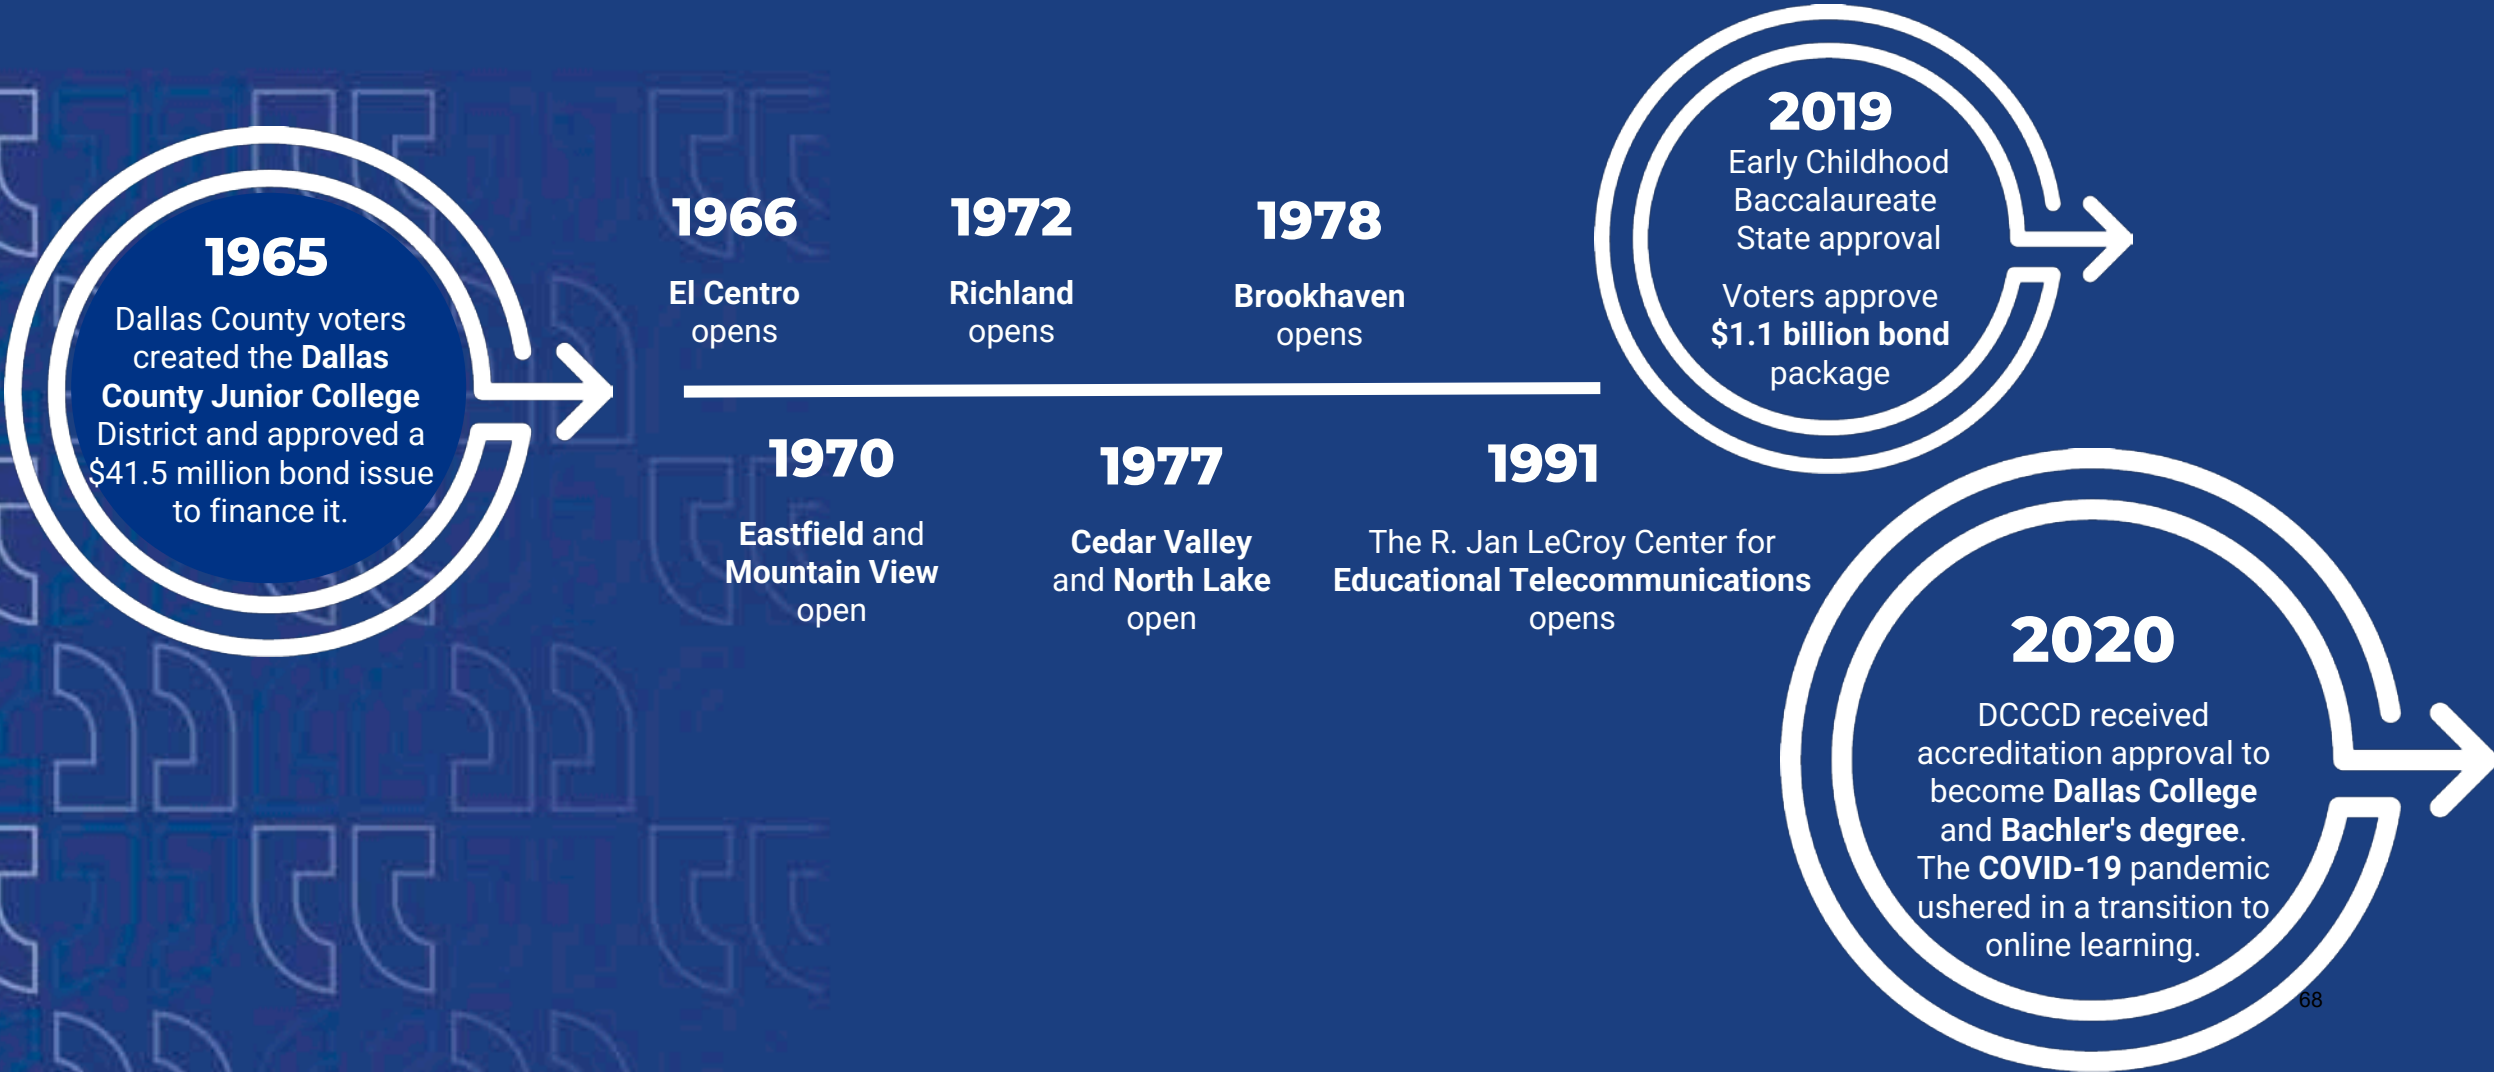 1965
Dallas County voters
created the Dallas
County Junior College
District and approved a
$41.5 million bond issue
to finance it.
1966
El Centro
opens
1970
Eastfield and
Mountain View
open
1972
Richland
opens
1977
Cedar Valley
and North Lake
open
1978
Brookhaven
opens
1991
The R. Jan LeCroy Center for
Educational Telecommunications
opens
2019
Early Childhood
Baccalaureate
State approval
Voters approve
$1.1 billion bond
package
2020
DCCCD received
accreditation approval to
become Dallas College
and Bachler's degree.
The COVID-19 pandemic
ushered in a transition to
online learning.
68